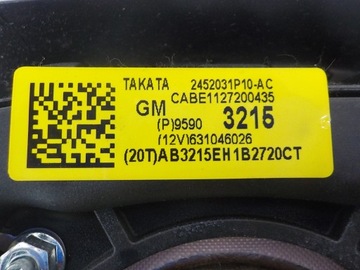 TAKATA 2452031P10-AC
CABE1127200435
GM
(P)9590 3215
(12V)631046026
(20T)AB3215EH1B2720CT